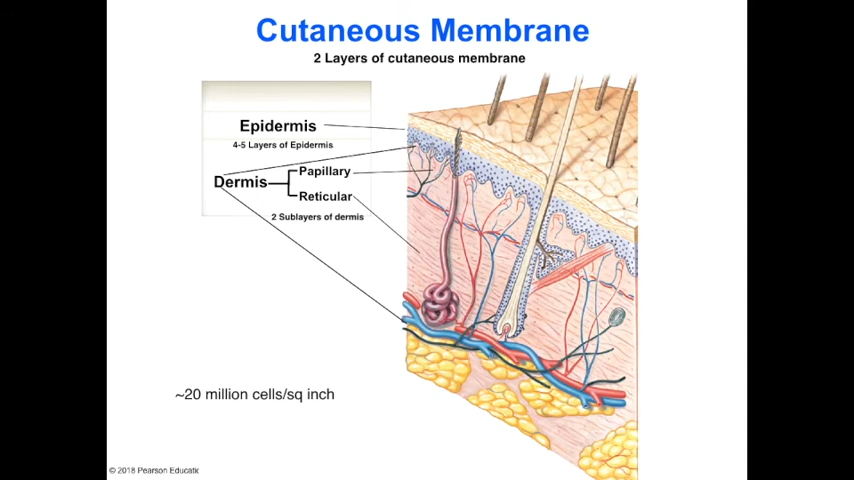 Cutaneous Membrane
2 Layers of cutaneous membrane
Epidermis
4-5 Layers of Epidermis
Papillary
Dermis
Reticular
2 Sublayers of dermis
~20 million cells/sq inch
© 2018 Pearson Educatic